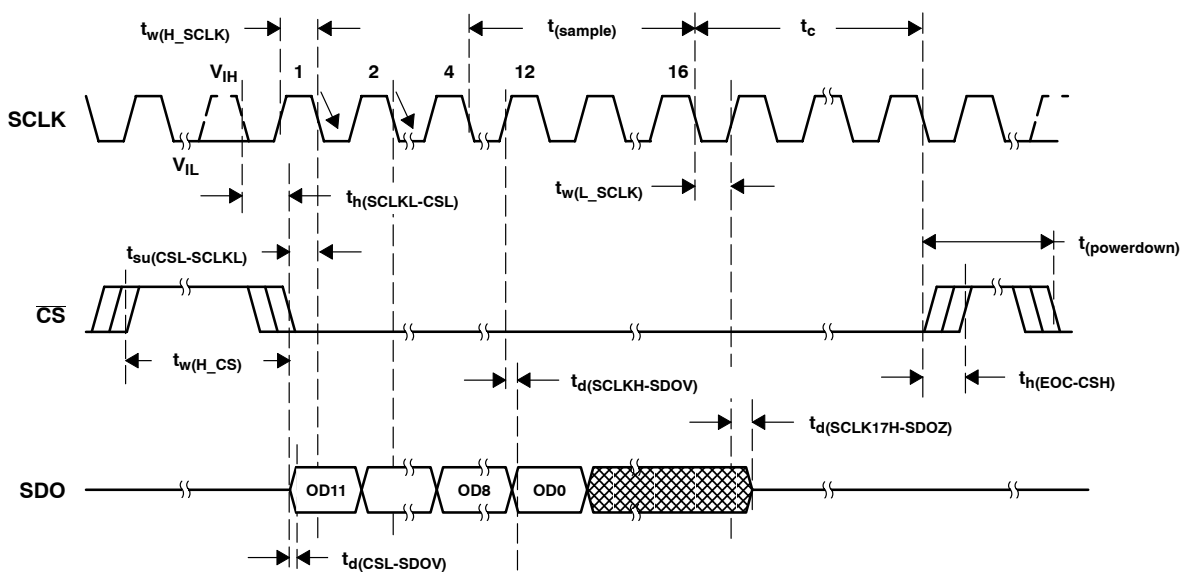 tw(H_SCLK)
t(sample)
tc
VIH
1
2
4
12
16
SCLK
VIL
th(SCLKL-CSL)
tw(L_SCLK)
tsu(CSL-SCLKL)
t(powerdown)
CS
tw(H_CS)
td(SCLKH-SDOV)
th(EOC-CSH)
td(SCLK17H-SDOZ)
SDO
OD11
OD8
OD0
td(CSL-SDOV)